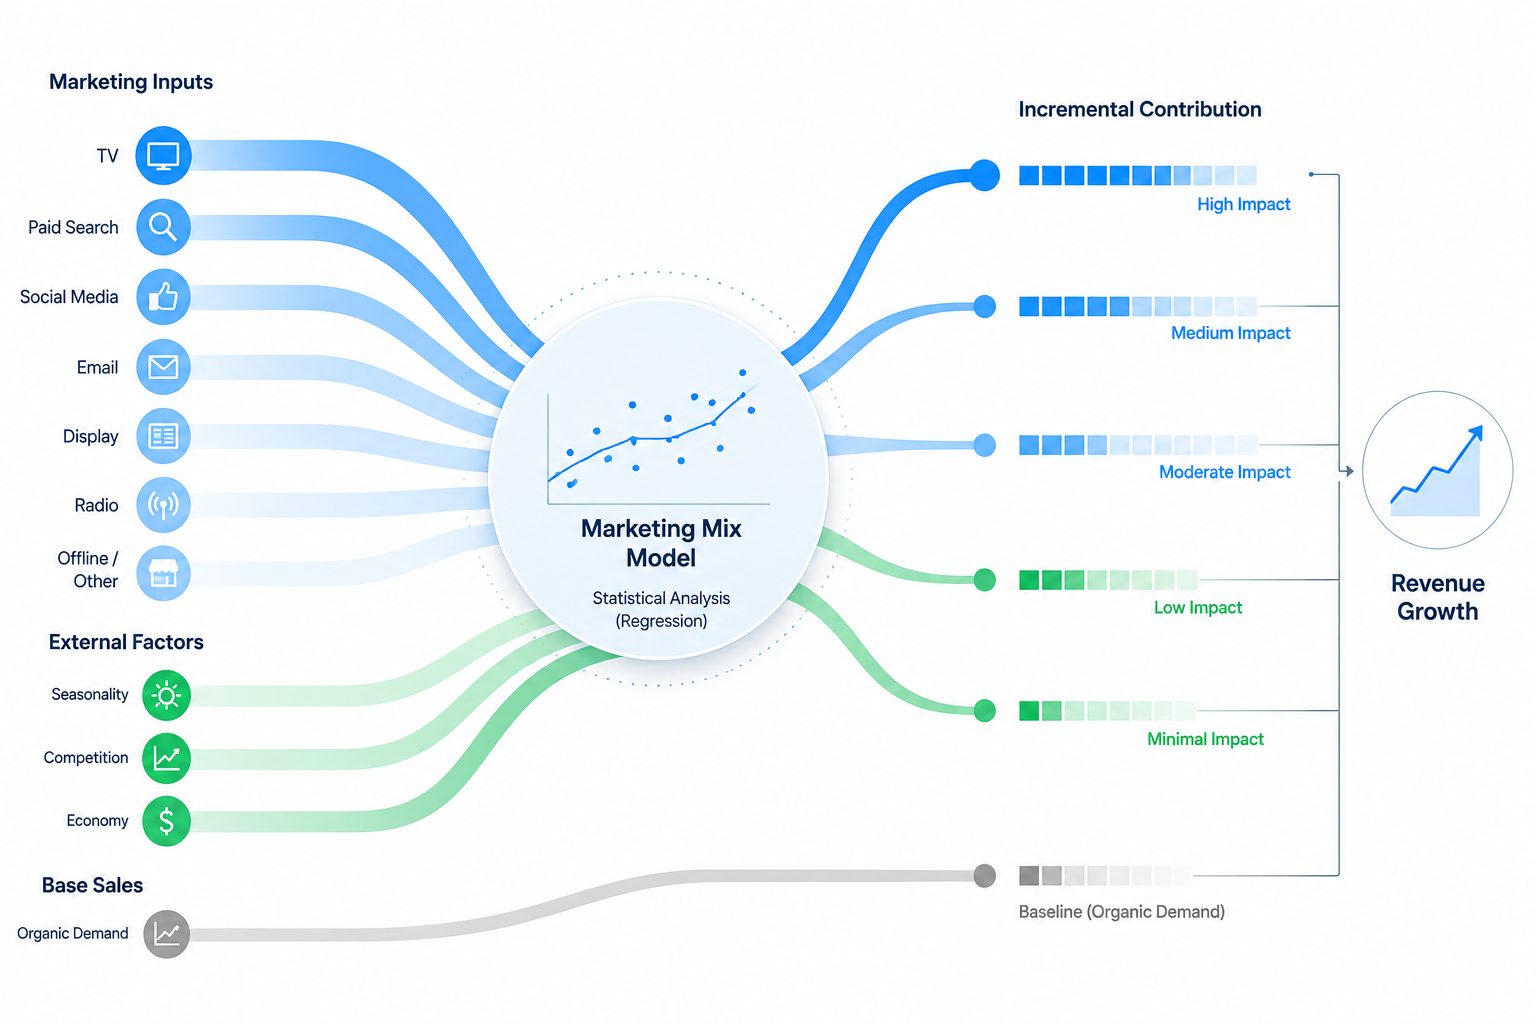 Marketing Inputs
TV
Paid Search
Social Media
Email
Display
Radio
Offline /
Other
External Factors
Seasonality
Competition
Economy
$
Base Sales
Organic Demand
Marketing Mix
Model
Statistical Analysis
(Regression)
Incremental Contribution
High Impact
Medium Impact
Moderate Impact
Low Impact
Minimal Impact
Baseline (Organic Demand)
Revenue
Growth